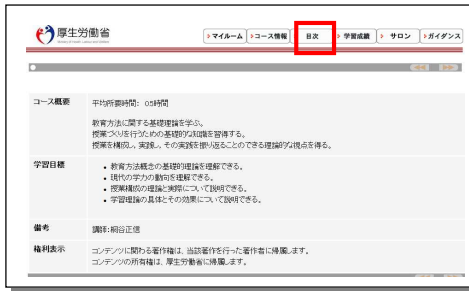 厚生労働省
マイルーム コース情報 目次 学習成績 サロン ガイダンス
コース概要
平均所要時間: 05時間
教育方法に関する基礎理論を学ぶ。
授業づくりを行うための基礎的な知識を習得する。
授業を構成し、実践し、その実践を振り返ることのできる理論的な視点を得る。
学習目標
• 教育方法概念の基礎的理論を理解できる。
• 現代の学力の動向を理解できる。
• 授業構成の理論と実際について説明できる。
• 学習理論の具体とその効果について説明できる。
備考
講師:桐谷正信
権利表示
コンテンツに関わる著作権は、当該著作を行った著作者に帰属します。
コンテンツの所有権は、厚生労働省に帰属します。